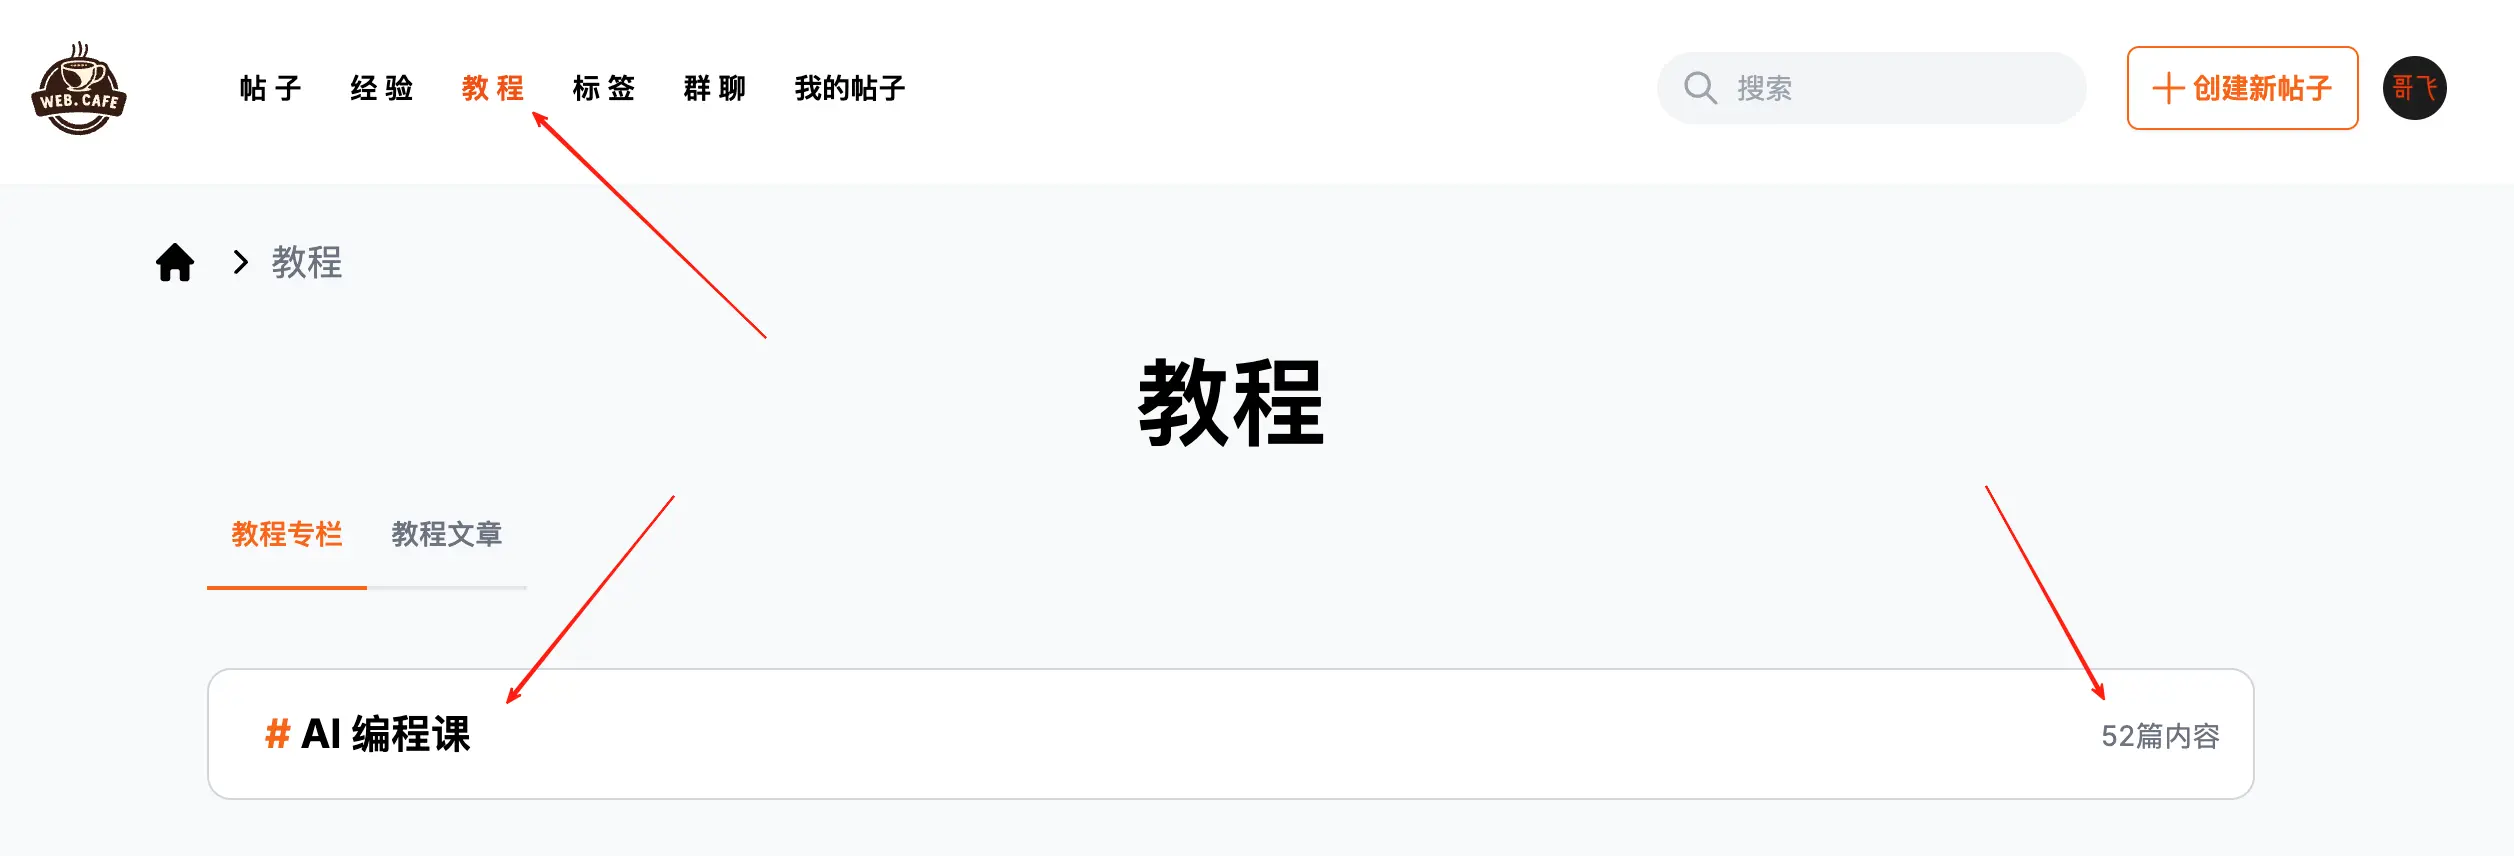 WEB.CAFE
帖 子 经 验 教 程 标 签 群 聊 我的帖子 搜索 创建新帖子 哥飞
教程
教程
教程专栏 教程文章
# AI 编程课 52篇内容